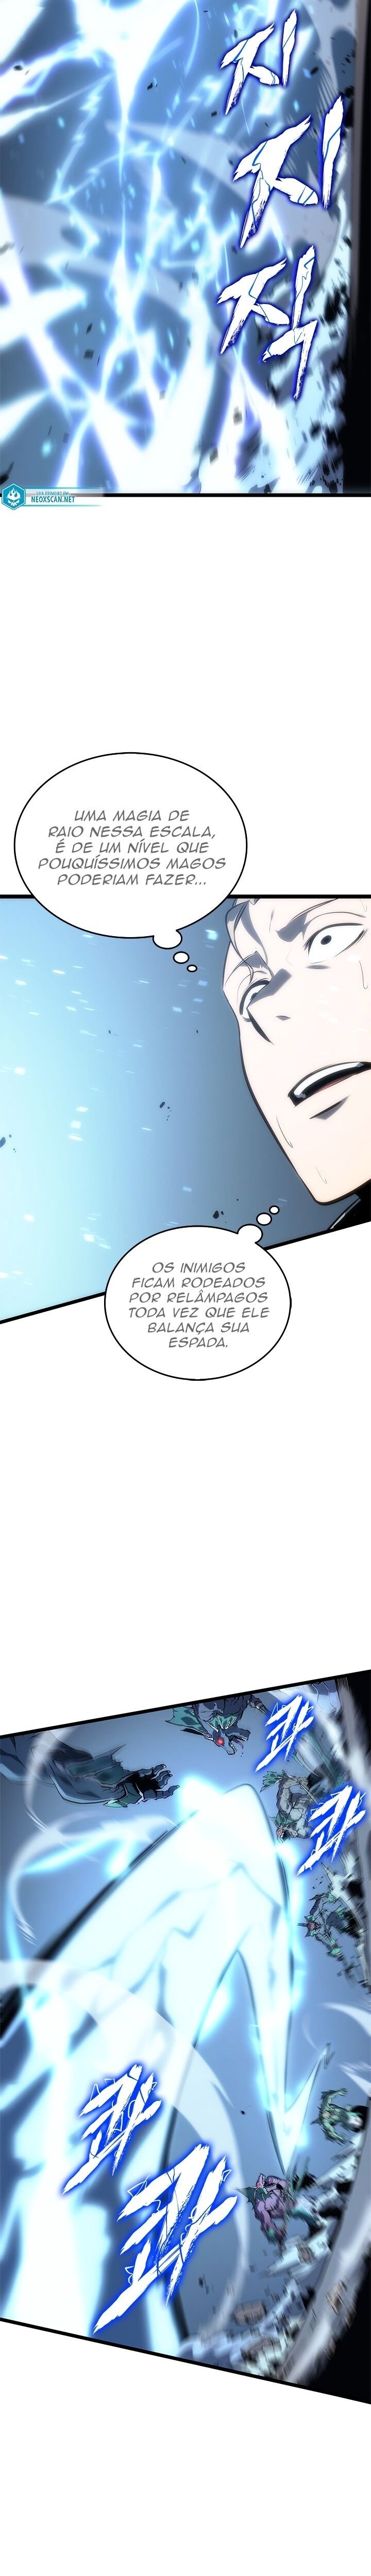 지
지
직
NEOXSCAN.NET
UMA MAGIA DE
RAIO NESSA ESCALA,
É DE UM NÍVEL QUE
POUQUÍSSIMOS MAGOS
PODERIAM FAZER...
OS INIMIGOS
FICAM RODEADOS
POR RELÂMPAGOS
TODA VEZ QUE ELE
BALANÇA SUA
ESPADA.
콰
콰
콰
콰